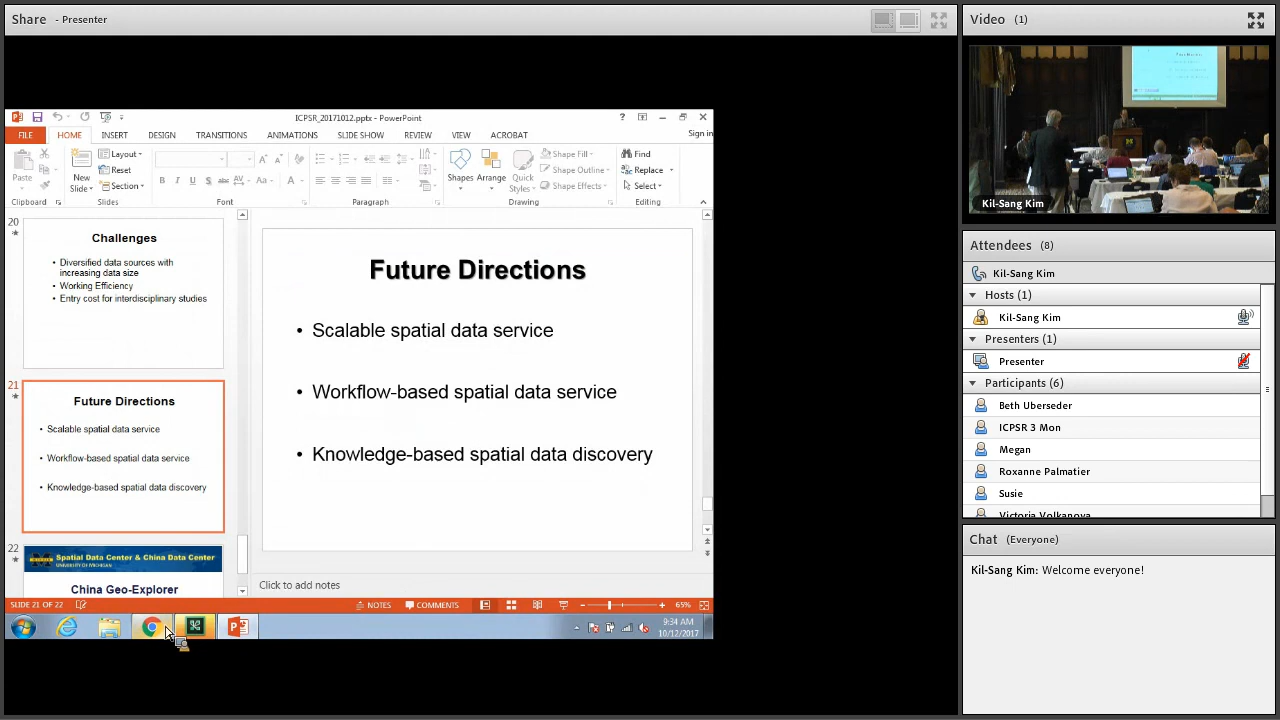 Share - Presenter
ICPSR_20171012.pptx - PowerPoint
FILE HOME INSERT DESIGN TRANSITIONS ANIMATIONS SLIDE SHOW REVIEW VIEW ACROBAT Sign in
Paste
New Slide
Layout
Reset
Section
Shapes
Arrange
Quick Styles
Shape Fill
Shape Outline
Shape Effects
Find
Replace
Select
Clipboard Slides Font Paragraph Drawing Editing
20
Challenges
• Diversified data sources with
increasing data size
• Working Efficiency
• Entry cost for interdisciplinary studies
21
Future Directions
• Scalable spatial data service
• Workflow-based spatial data service
• Knowledge-based spatial data discovery
22
Spatial Data Center & China Data Center
UNIVERSITY OF MICHIGAN
China Geo-Explorer
Future Directions
• Scalable spatial data service
• Workflow-based spatial data service
• Knowledge-based spatial data discovery
Click to add notes
SLIDE 21 OF 22 NOTES COMMENTS 65%
9:34 AM
10/12/2017
Video (1)
Kil-Sang Kim
Attendees (8)
Kil-Sang Kim
Hosts (1)
Kil-Sang Kim
Presenters (1)
Presenter
Participants (6)
Beth Uberseder
ICPSR 3 Mon
Megan
Roxanne Palmatier
Susie
Victoria Volkanova
Chat (Everyone)
Kil-Sang Kim: Welcome everyone!